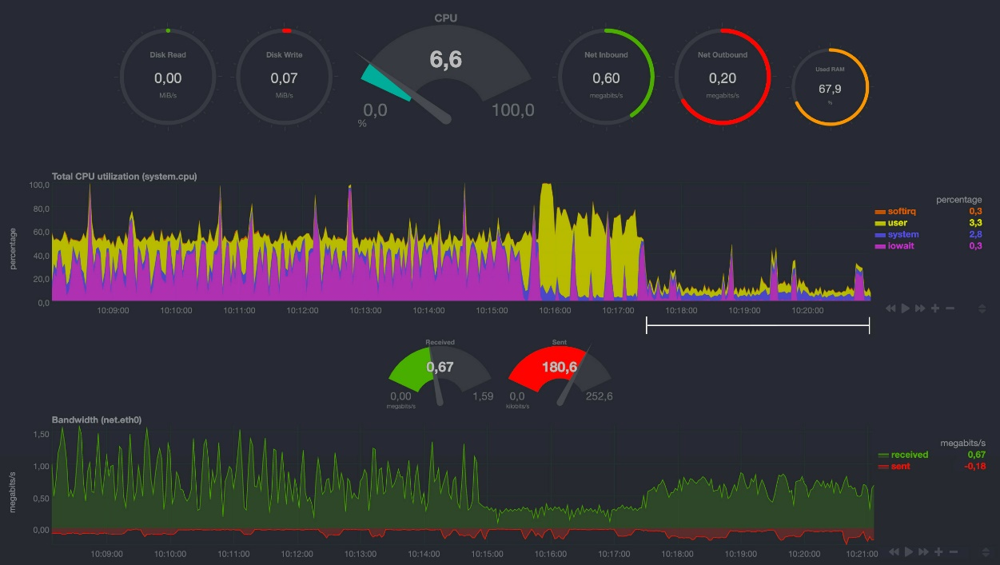 CPU
Disk Read
0,00
MiB/s
Disk Write
0,07
MiB/s
6,6
0,0
100,0
%
Net Inbound
0,60
megabits/s
Net Outbound
0,20
megabits/s
Used RAM
67,9
%
Total CPU utilization (system.cpu)
percentage
100,0
80,0
60,0
40,0
20,0
0,0
10:09:00 10:10:00 10:11:00 10:12:00 10:13:00 10:14:00 10:15:00 10:16:00 10:17:00 10:18:00 10:19:00 10:20:00
percentage
softirq 0,3
user 3,3
system 2,8
iowait 0,3
Received
0,67
0,00 1,59
megabits/s
Sent
180,6
0,0 252,6
kilobits/s
Bandwidth (net.eth0)
megabits/s
1,50
1,00
0,50
0,00
10:09:00 10:10:00 10:11:00 10:12:00 10:13:00 10:14:00 10:15:00 10:16:00 10:17:00 10:18:00 10:19:00 10:20:00 10:21:00
megabits/s
received 0,67
sent -0,18